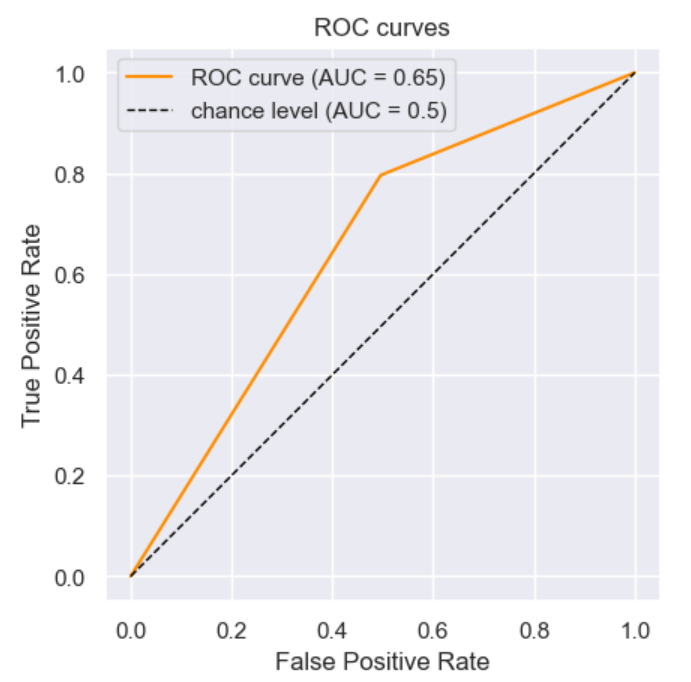 ROC curves
ROC curve (AUC = 0.65)
chance level (AUC = 0.5)
True Positive Rate
1.0
0.8
0.6
0.4
0.2
0.0
0.0 0.2 0.4 0.6 0.8 1.0
False Positive Rate